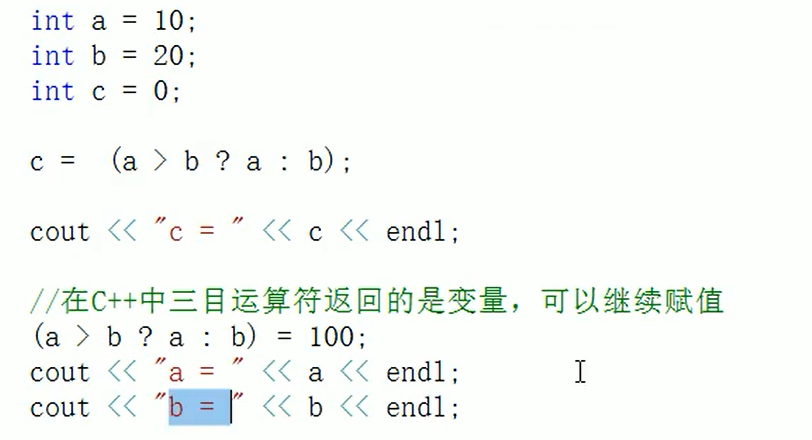 int a = 10;
int b = 20;
int c = 0;
c =  (a > b ? a : b);
cout << "c = " << c << endl;
//在C++中三目运算符返回的是变量，可以继续赋值
(a > b ? a : b) = 100;
cout << "a = " << a << endl;
cout << "b = " << b << endl;